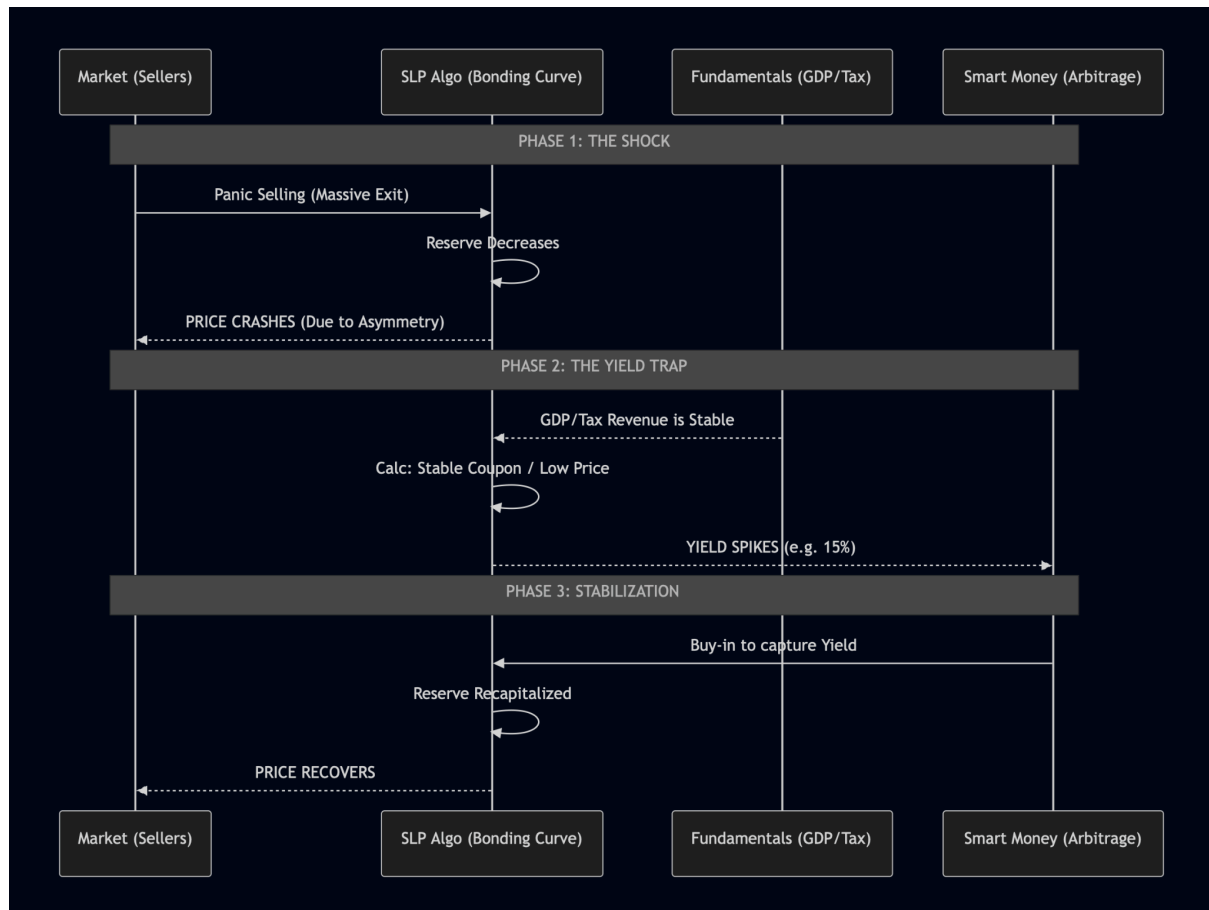 Market (Sellers)
SLP Algo (Bonding Curve)
Fundamentals (GDP/Tax)
Smart Money (Arbitrage)
PHASE 1: THE SHOCK
Panic Selling (Massive Exit)
Reserve Decreases
PRICE CRASHES (Due to Asymmetry)
PHASE 2: THE YIELD TRAP
GDP/Tax Revenue is Stable
Calc: Stable Coupon / Low Price
YIELD SPIKES (e.g. 15%)
PHASE 3: STABILIZATION
Buy-in to capture Yield
Reserve Recapitalized
PRICE RECOVERS
Market (Sellers)
SLP Algo (Bonding Curve)
Fundamentals (GDP/Tax)
Smart Money (Arbitrage)